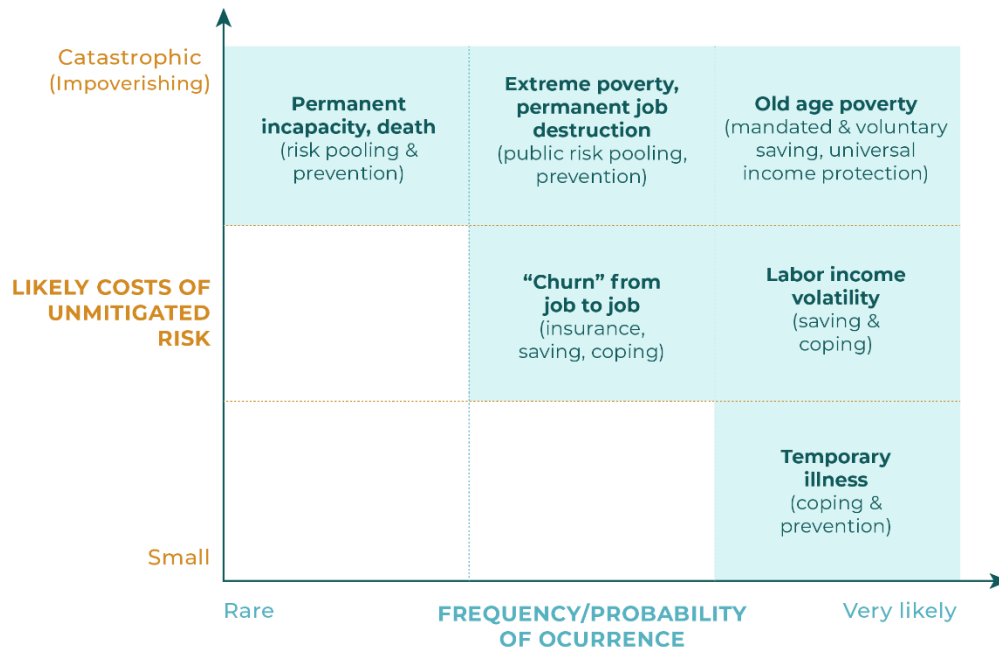 Catastrophic
(Impoverishing)
Permanent
incapacity, death
(risk pooling &
prevention)
Extreme poverty,
permanent job
destruction
(public risk pooling,
prevention)
Old age poverty
(mandated & voluntary
saving, universal
income protection)
LIKELY COSTS OF
UNMITIGATED
RISK
“Churn” from
job to job
(insurance,
saving, coping)
Labor income
volatility
(saving &
coping)
Temporary
illness
(coping &
prevention)
Small
Rare
FREQUENCY/PROBABILITY
OF OCURRENCE
Very likely